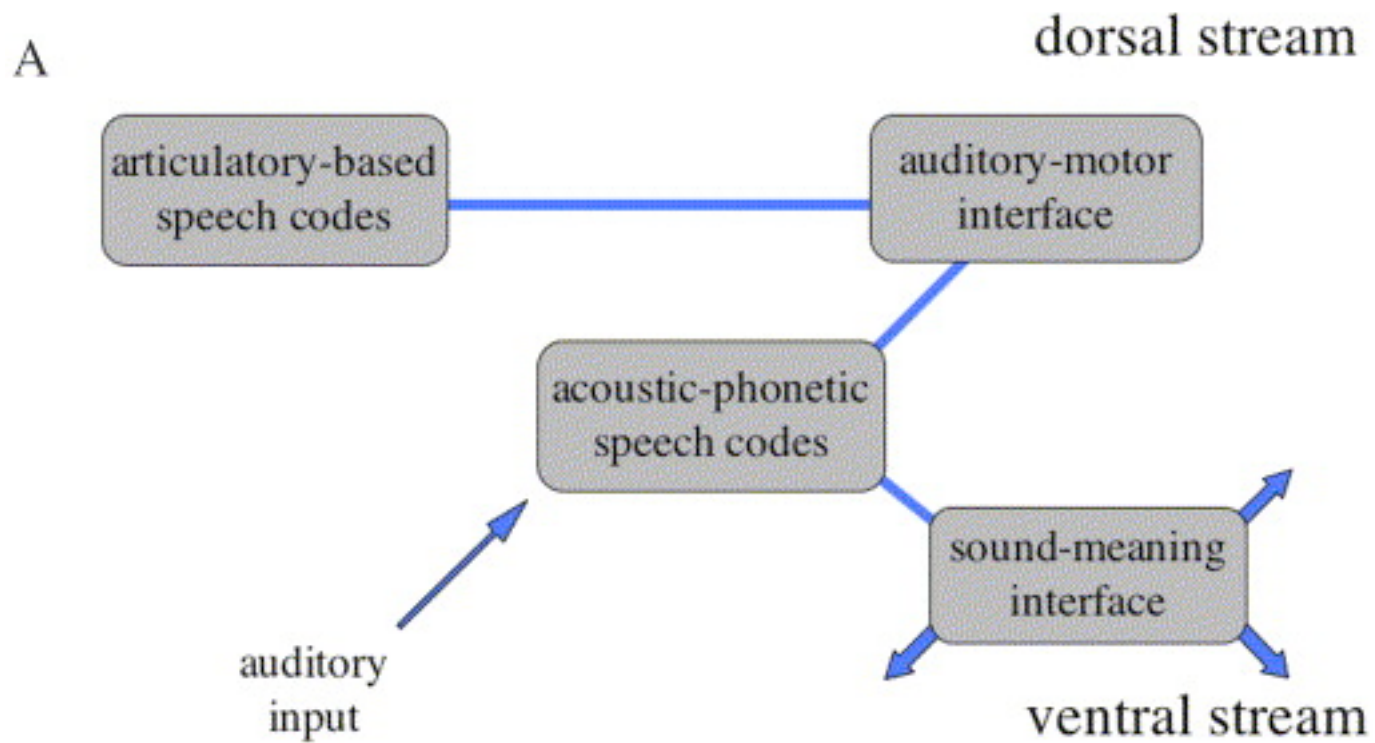 A
dorsal stream
articulatory-based
speech codes
auditory-motor
interface
acoustic-phonetic
speech codes
sound-meaning
interface
auditory
input
ventral stream